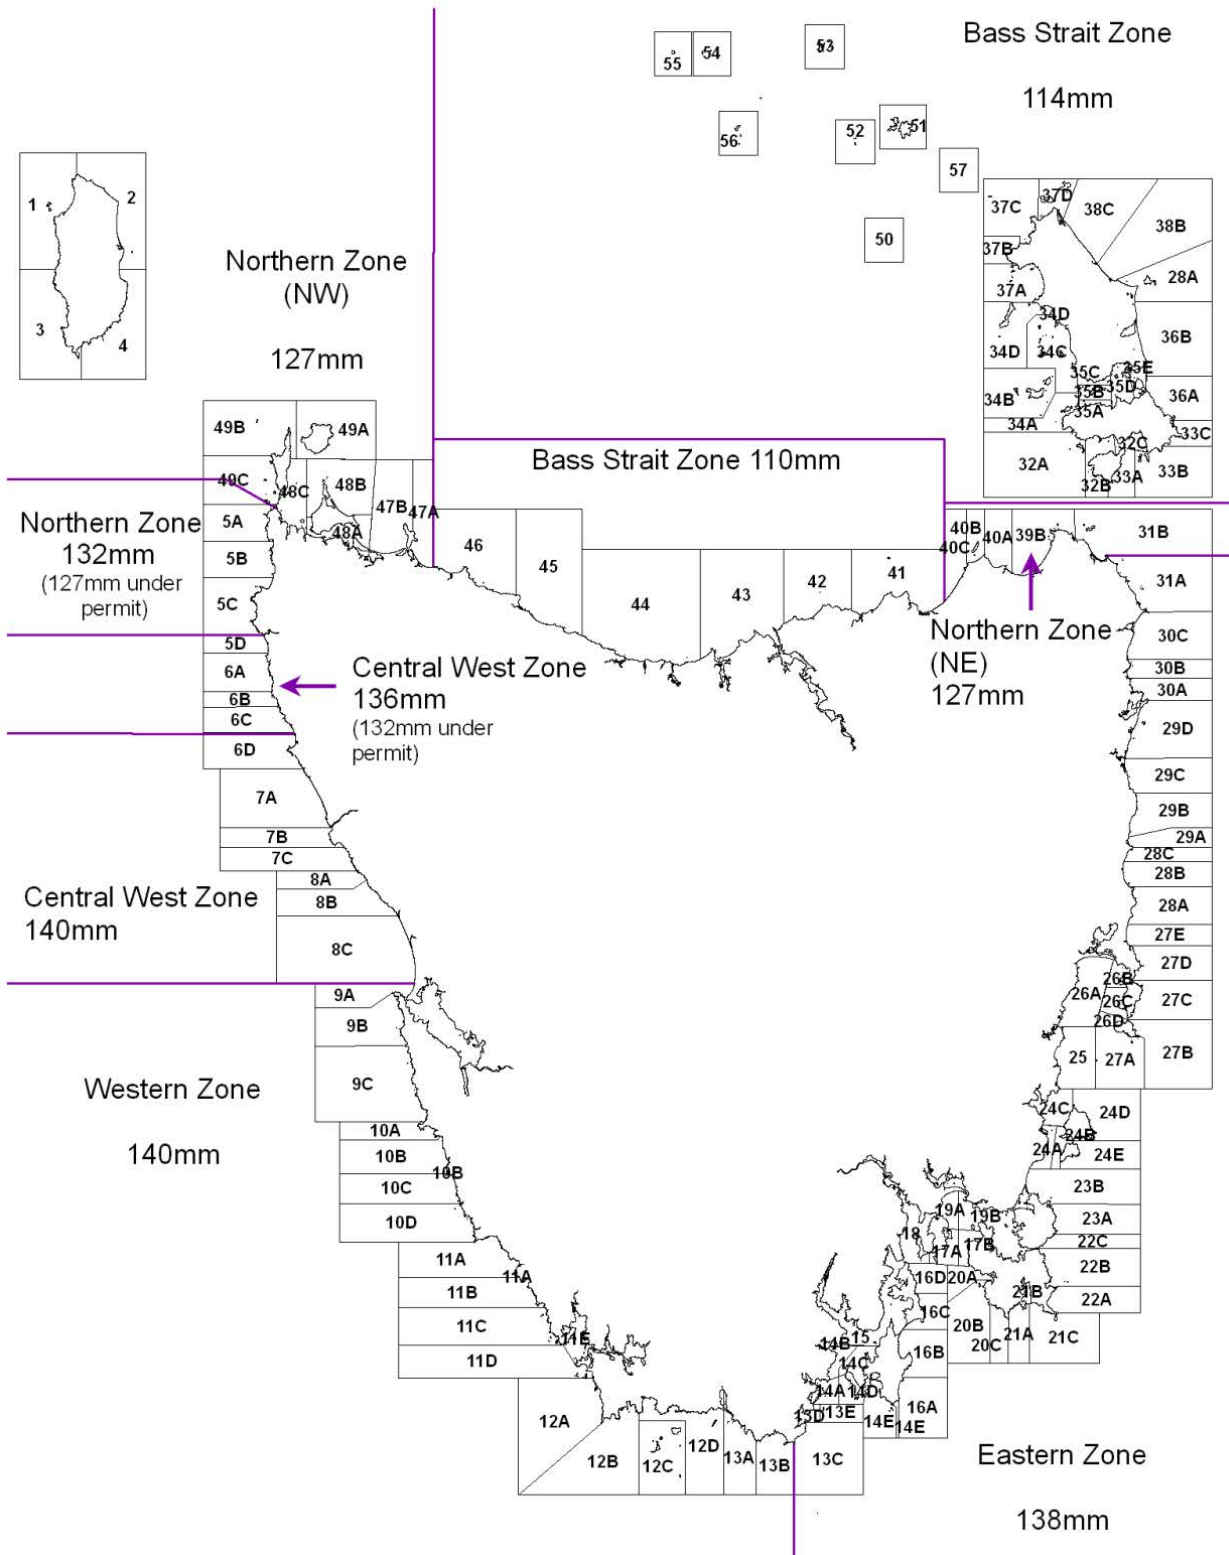 Bass Strait Zone
114mm
55
54
53
56
52
51
57
50
1
2
3
4
Northern Zone
(NW)
127mm
37C
37D
38C
38B
37B
28A
37A
34D
36B
34D
34C
35C
35E
35D
34B
35B
36A
35A
34A
33C
32C
32A
33B
33A
32B
49B
49A
49C
48C
48B
47B
47A
48A
Bass Strait Zone 110mm
46
45
44
43
42
41
40B
40A
39B
40C
31B
31A
Northern Zone
132mm
(127mm under
permit)
5A
5B
5C
5D
6A
6B
6C
6D
Central West Zone
136mm
(132mm under
permit)
Northern Zone
(NE)
127mm
30C
30B
30A
29D
29C
29B
29A
28C
28B
28A
27E
27D
26B
26A
26C
27C
26D
25
27A
27B
7A
7B
7C
8A
8B
8C
Central West Zone
140mm
9A
9B
9C
Western Zone
140mm
10A
10B
10B
10C
10D
11A
11A
11B
11C
11E
11D
24C
24D
24B
24A
24E
23B
19A
19B
23A
18
17A
17B
22C
16D
20A
22B
21B
22A
16C
20B
20C
21A
21C
15
14B
16B
14C
14A
14D
13D
13E
14E
14E
16A
12A
12B
12C
12D
13A
13B
13C
Eastern Zone
138mm